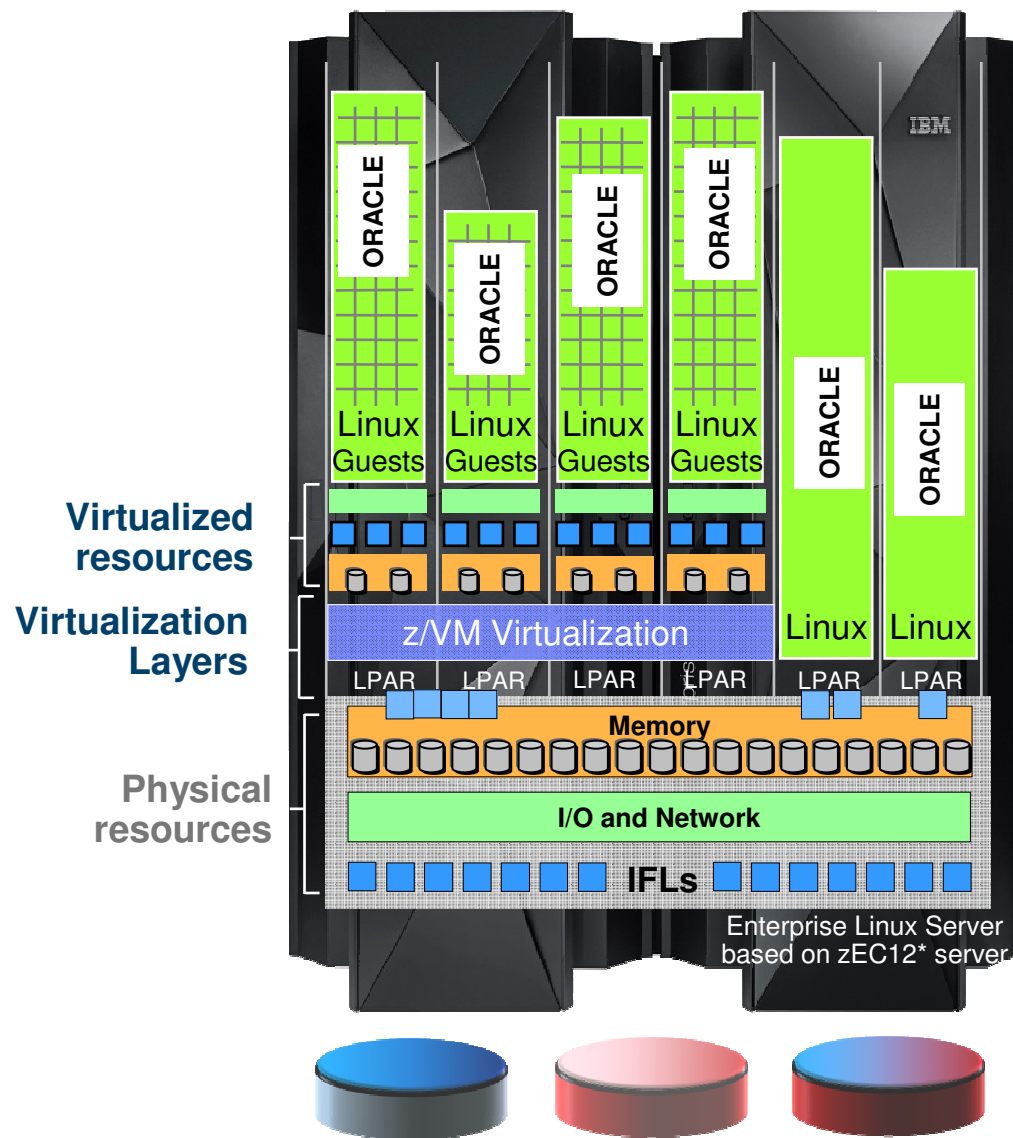 IBM
ORACLE
ORACLE
ORACLE
ORACLE
ORACLE
ORACLE
Linux
Guests
Linux
Guests
Linux
Guests
Linux
Guests
Virtualized
resources
Virtualization
Layers
z/VM Virtualization
Linux
Linux
LPAR
LPAR
LPAR
LPAR
LPAR
LPAR
Memory
Physical
resources
I/O and Network
IFLs
Enterprise Linux Server
based on zEC12* server